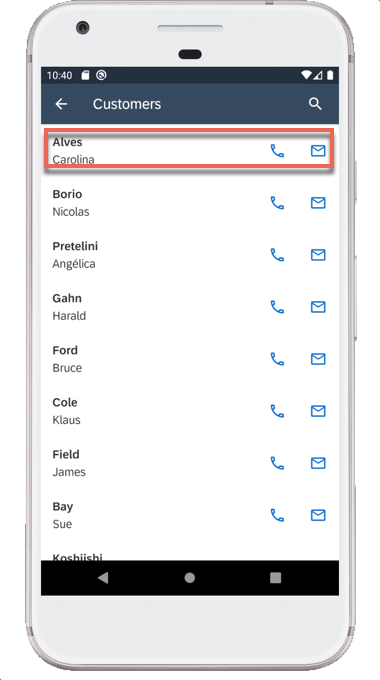 10:40
Customers
Alves
Carolina
Borio
Nicolas
Pretelini
Angélica
Gahn
Harald
Ford
Bruce
Cole
Klaus
Field
James
Bay
Sue
Koshiishi